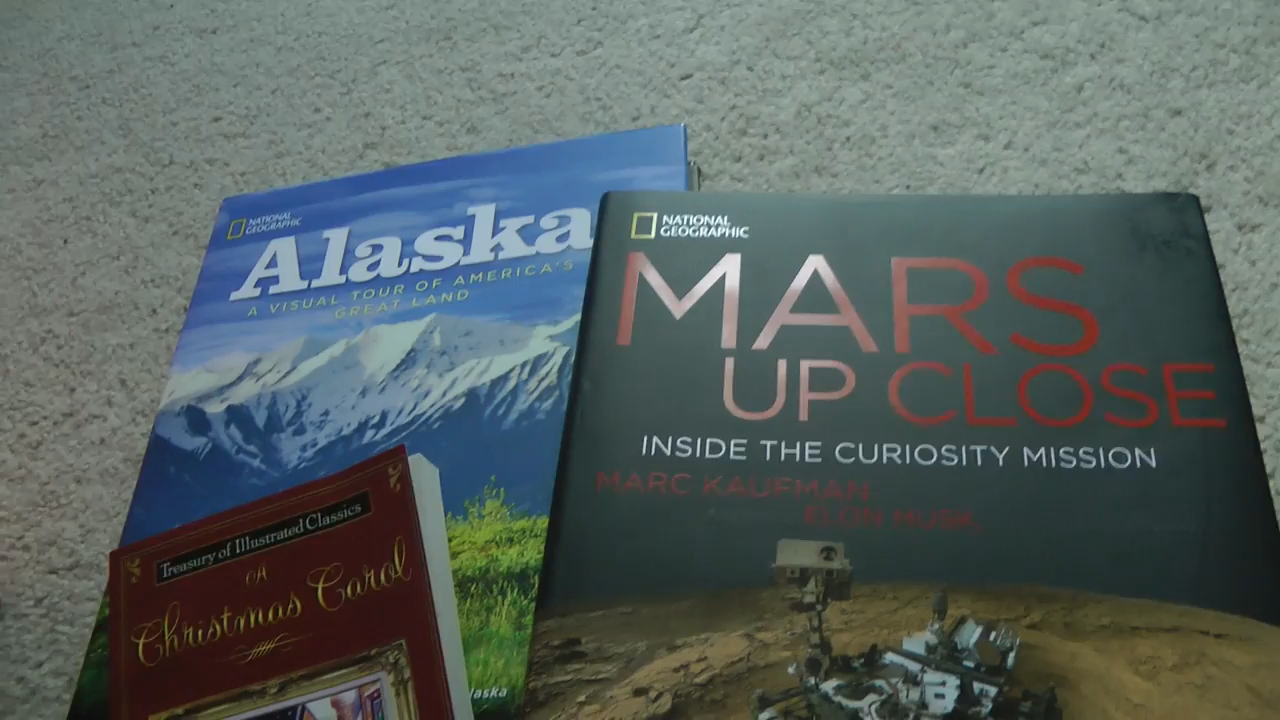 NATIONAL
GEOGRAPHIC
Alaska
A VISUAL TOUR OF AMERICA'S
GREAT LAND
laska
NATIONAL
GEOGRAPHIC
MARS
UP CLOSE
INSIDE THE CURIOSITY MISSION
MARC KAUFMAN
ELON MUSK
Treasury of Illustrated Classics
A
Christmas Carol